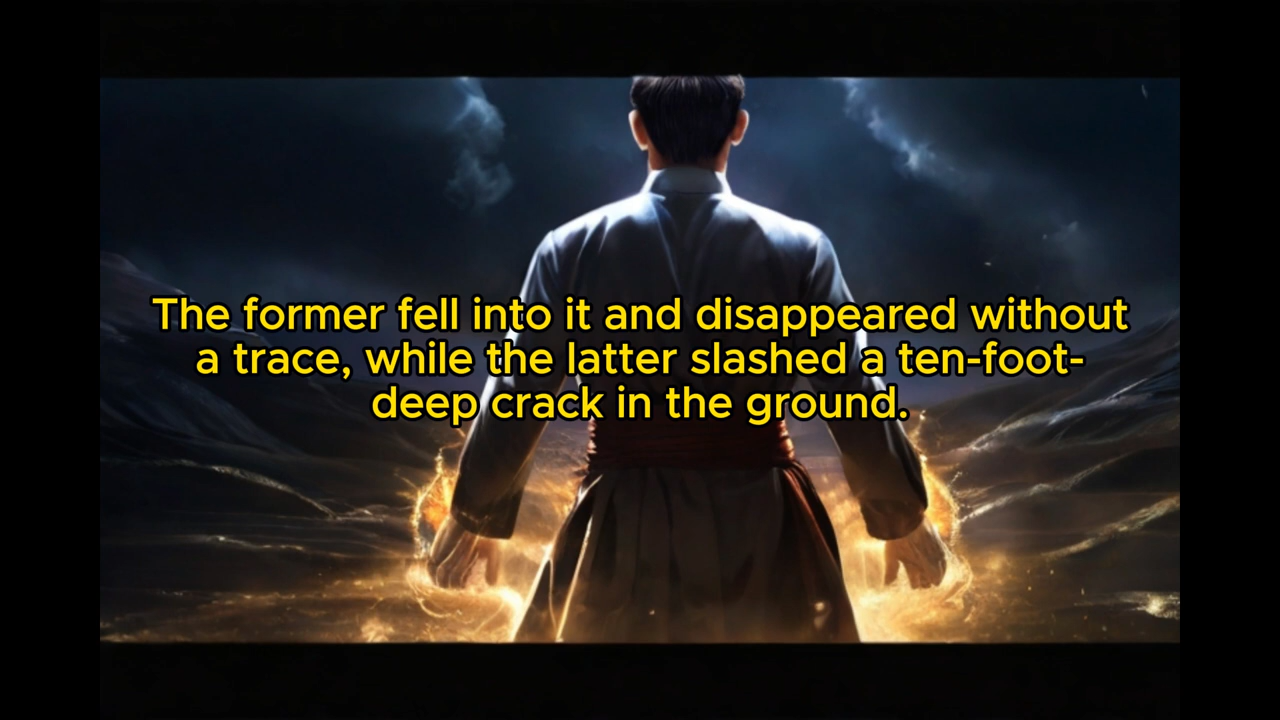 The former fell into it and disappeared without
a trace, while the latter slashed a ten-foot-
deep crack in the ground.